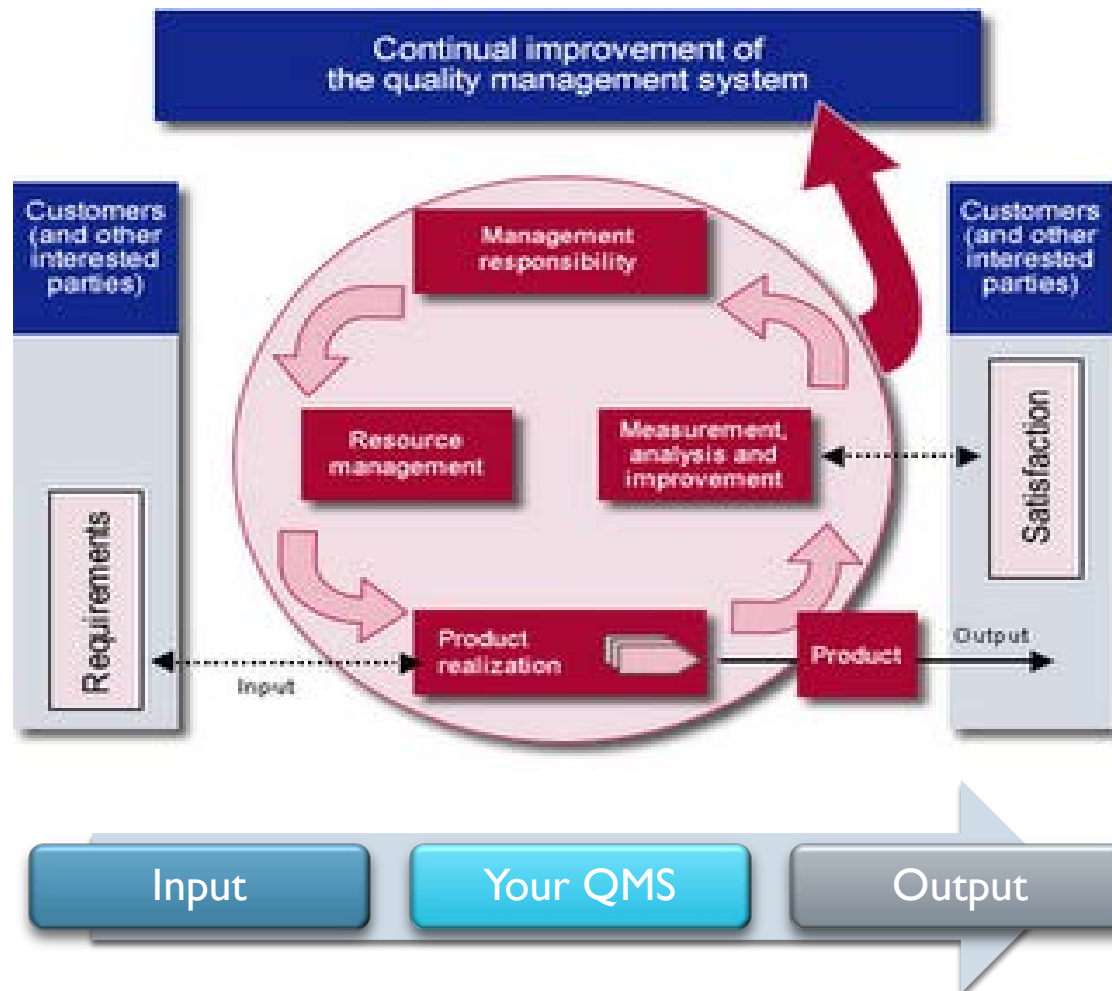 Continual improvement of
the quality management system
Customers
(and other
interested
parties)
Management
responsibility
Customers
(and other
interested
parties)
Resource
management
Measurement,
analysis and
improvement
Satisfaction
Requirements
Product
realization
Product
Output
Input
Input
Your QMS
Output